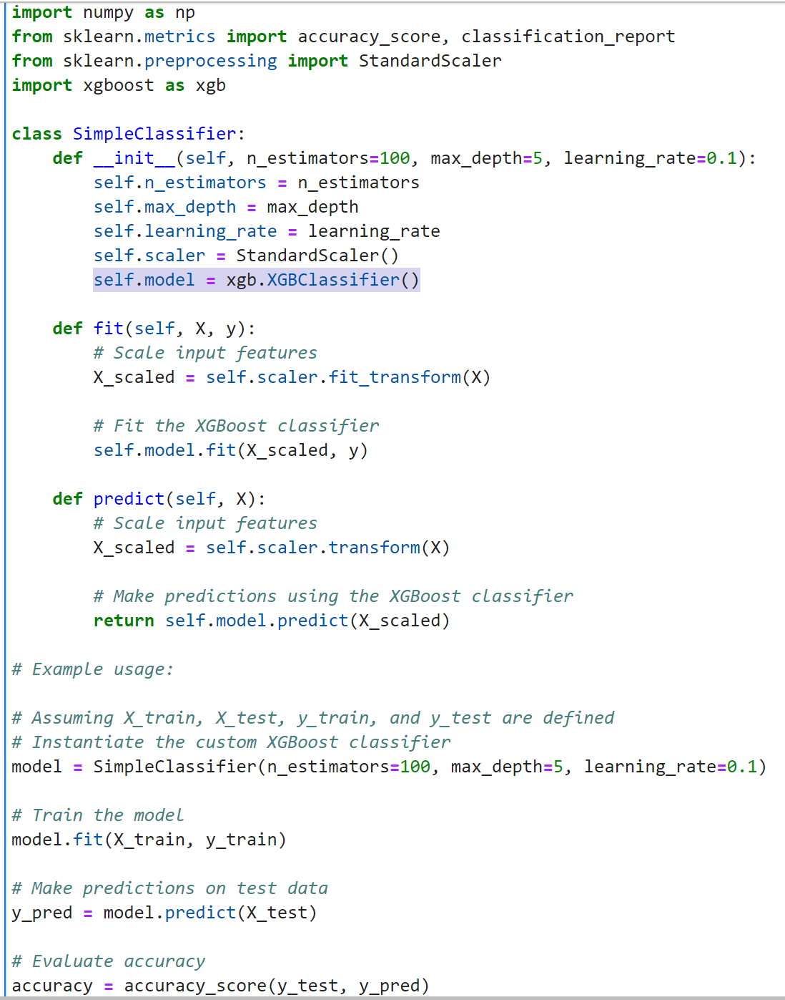 import numpy as np
from sklearn.metrics import accuracy_score, classification_report
from sklearn.preprocessing import StandardScaler
import xgboost as xgb

class SimpleClassifier:
    def __init__(self, n_estimators=100, max_depth=5, learning_rate=0.1):
        self.n_estimators = n_estimators
        self.max_depth = max_depth
        self.learning_rate = learning_rate
        self.scaler = StandardScaler()
        self.model = xgb.XGBClassifier()

    def fit(self, X, y):
        # Scale input features
        X_scaled = self.scaler.fit_transform(X)

        # Fit the XGBoost classifier
        self.model.fit(X_scaled, y)

    def predict(self, X):
        # Scale input features
        X_scaled = self.scaler.transform(X)

        # Make predictions using the XGBoost classifier
        return self.model.predict(X_scaled)

# Example usage:

# Assuming X_train, X_test, y_train, and y_test are defined
# Instantiate the custom XGBoost classifier
model = SimpleClassifier(n_estimators=100, max_depth=5, learning_rate=0.1)

# Train the model
model.fit(X_train, y_train)

# Make predictions on test data
y_pred = model.predict(X_test)

# Evaluate accuracy
accuracy = accuracy_score(y_test, y_pred)